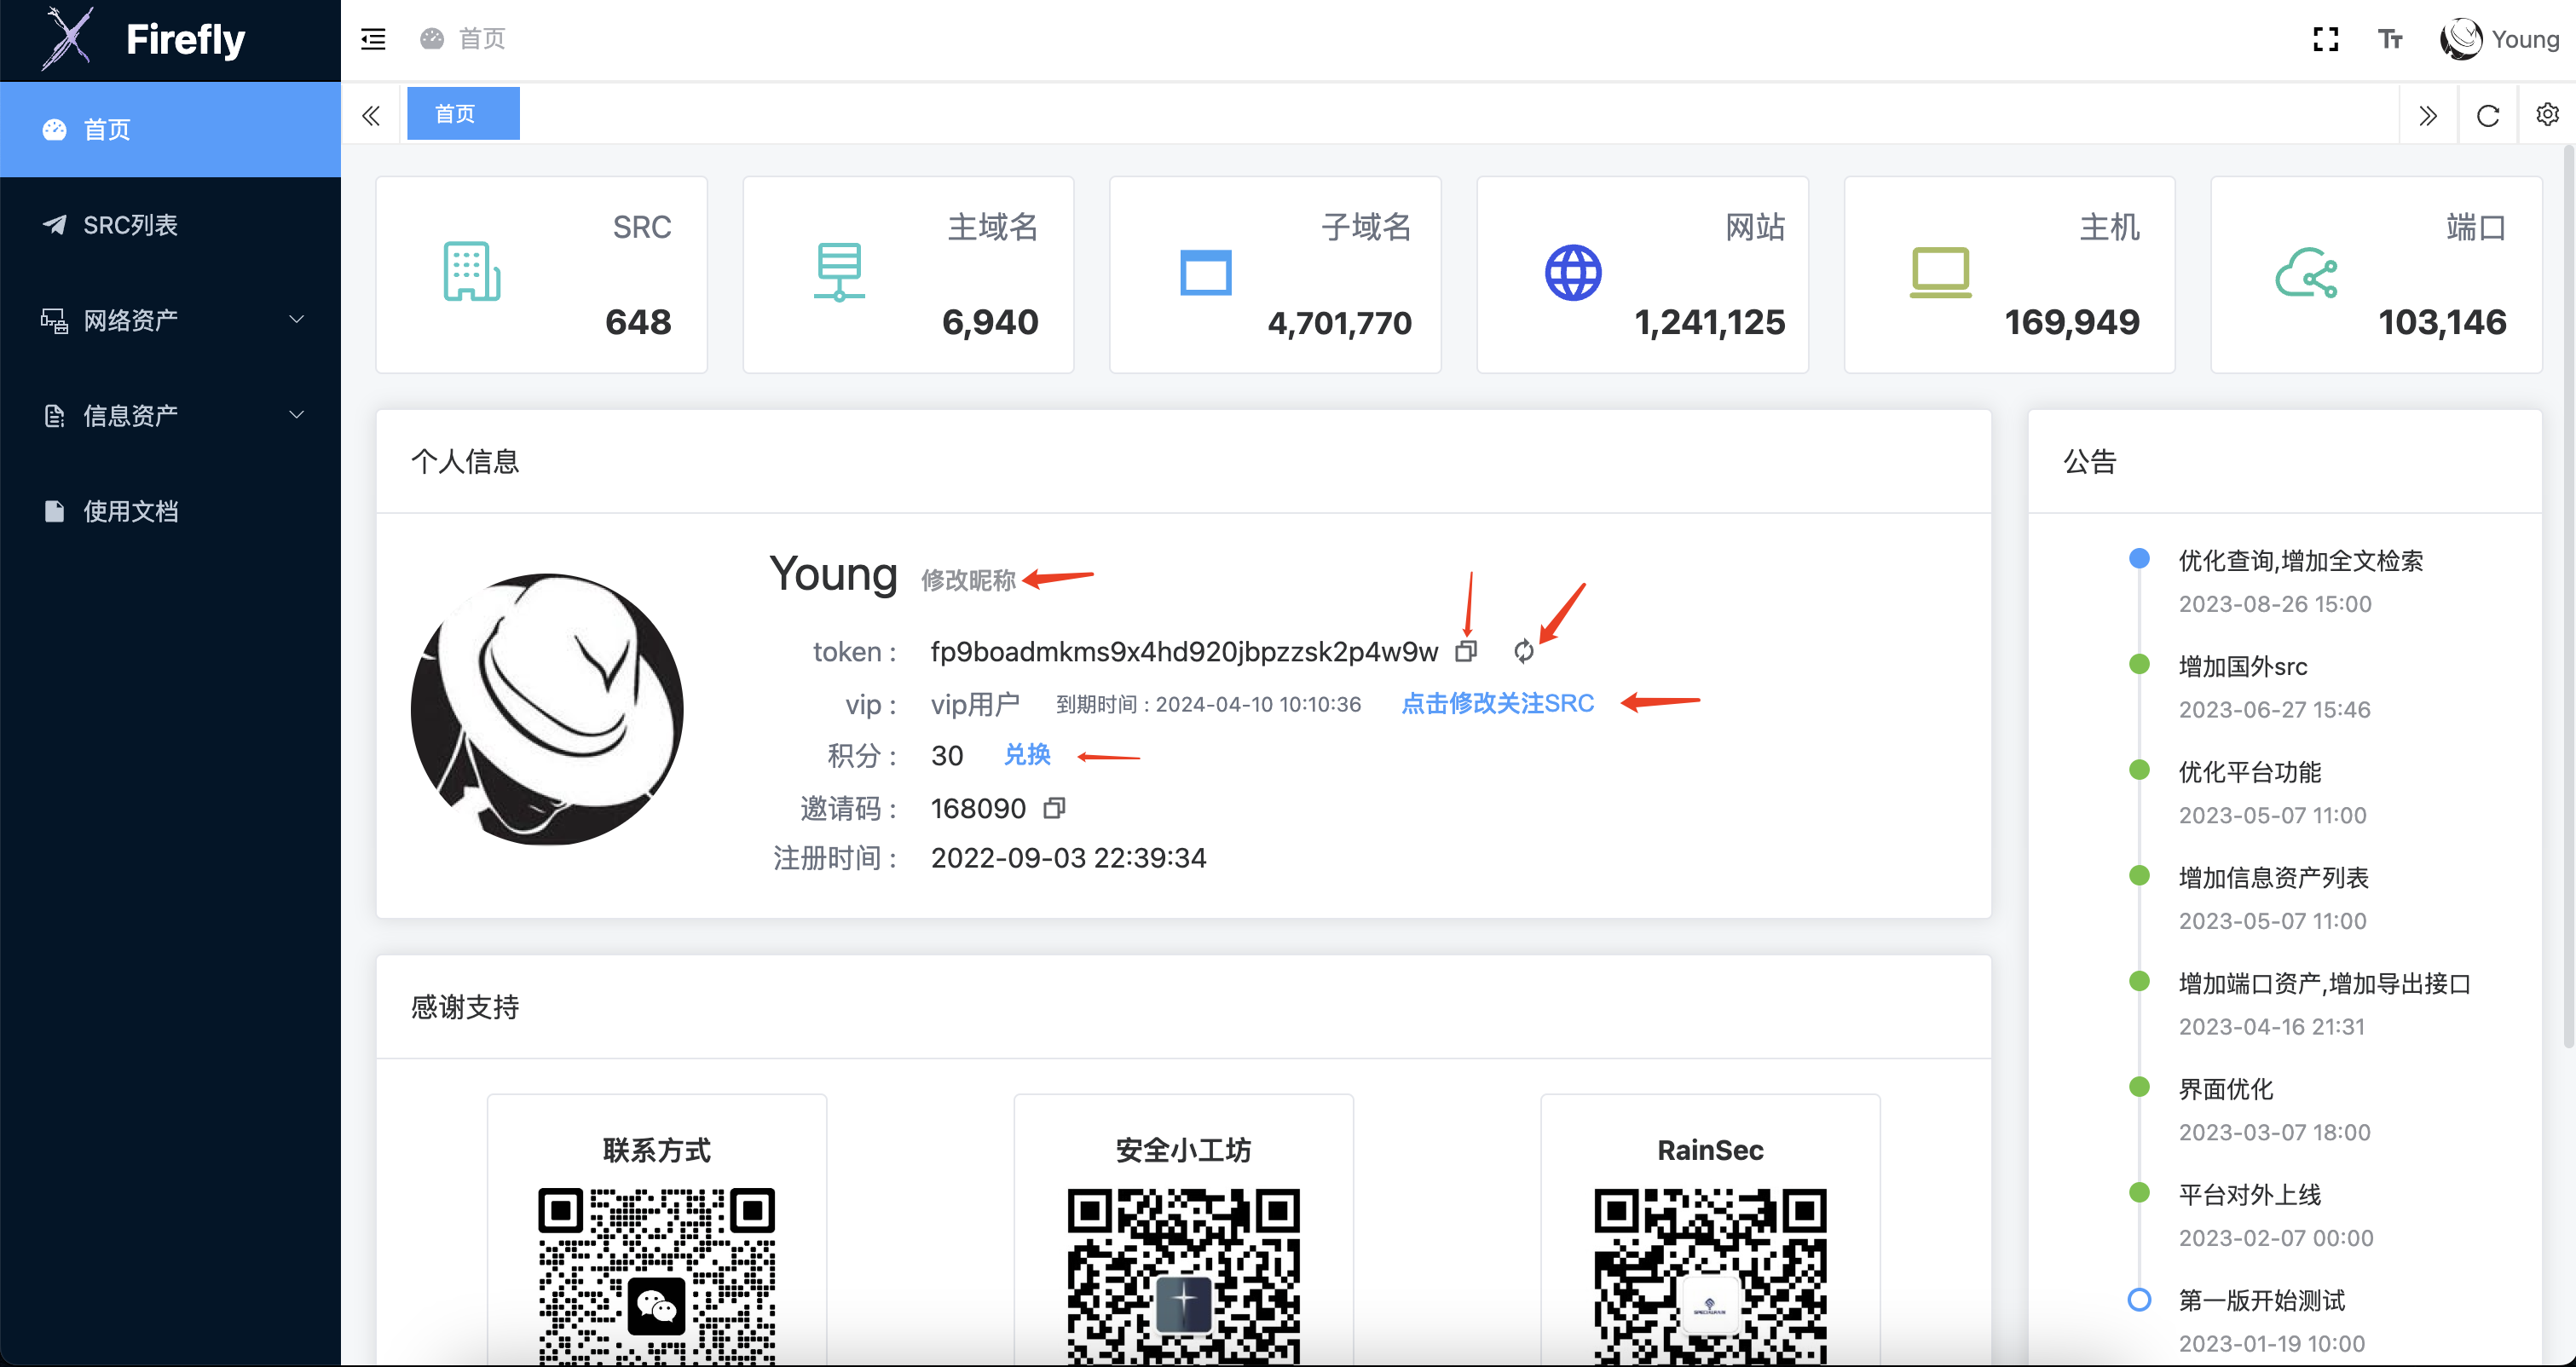 Firefly
首页
Young
首页
SRC列表
网络资产
信息资产
使用文档
首页
SRC
648
主域名
6,940
子域名
4,701,770
网站
1,241,125
主机
169,949
端口
103,146
个人信息
Young 修改昵称
token : fp9boadmkms9x4hd920jbpzzsk2p4w9w
vip : vip用户 到期时间 : 2024-04-10 10:10:36 点击修改关注SRC
积分 : 30 兑换
邀请码 : 168090
注册时间 : 2022-09-03 22:39:34
感谢支持
联系方式
安全小工坊
RainSec
公告
优化查询,增加全文检索
2023-08-26 15:00
增加国外src
2023-06-27 15:46
优化平台功能
2023-05-07 11:00
增加信息资产列表
2023-05-07 11:00
增加端口资产,增加导出接口
2023-04-16 21:31
界面优化
2023-03-07 18:00
平台对外上线
2023-02-07 00:00
第一版开始测试
2023-01-19 10:00